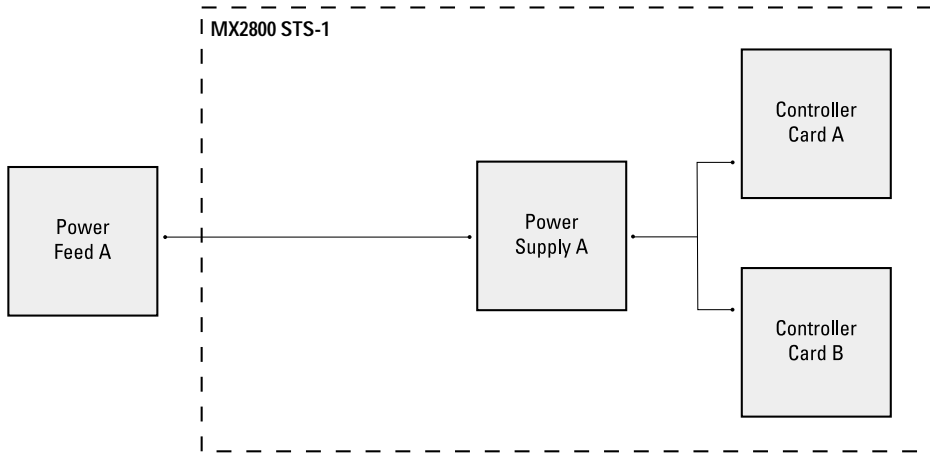 MX2800 STS-1
Controller
Card A
Power
Feed A
Power
Supply A
Controller
Card B